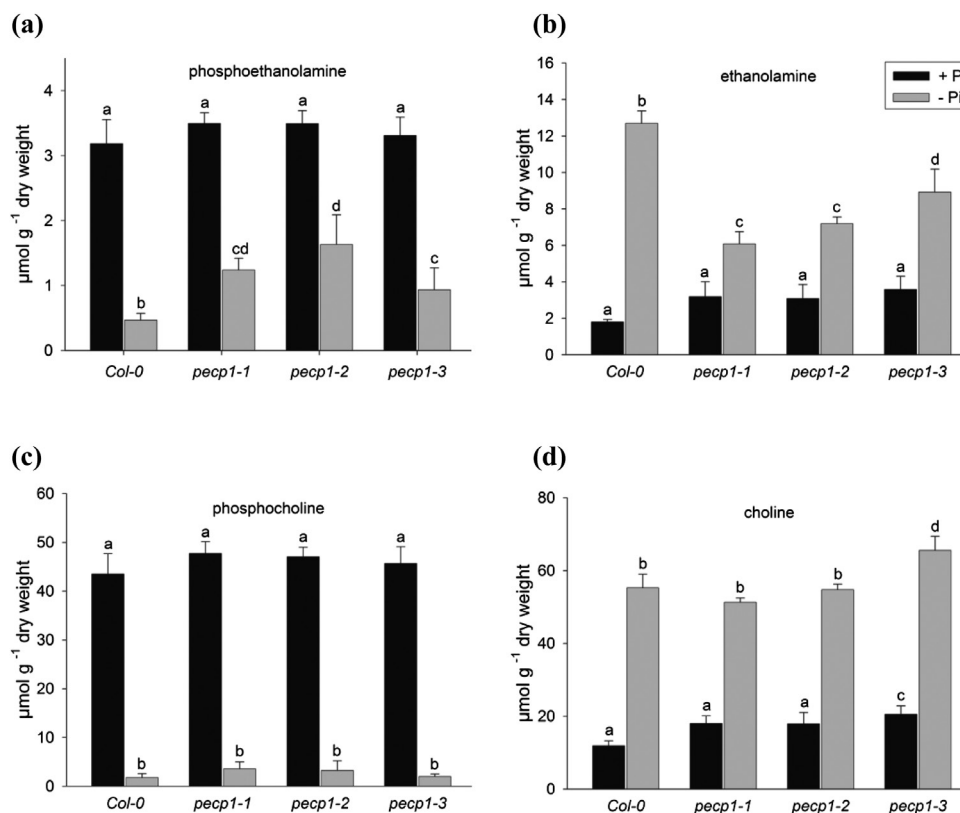 (a)
phosphoethanolamine
µmol g⁻¹ dry weight
4
3
2
1
0
a
b
a
cd
a
d
a
c
Col-0 pecp1-1 pecp1-2 pecp1-3
(b)
ethanolamine
+ P
- Pi
µmol g⁻¹ dry weight
16
14
12
10
8
6
4
2
0
a
b
a
c
a
c
a
d
Col-0 pecp1-1 pecp1-2 pecp1-3
(c)
phosphocholine
µmol g⁻¹ dry weight
60
50
40
30
20
10
0
a
b
a
b
a
b
a
b
Col-0 pecp1-1 pecp1-2 pecp1-3
(d)
choline
µmol g⁻¹ dry weight
80
60
40
20
0
a
b
a
b
a
b
c
d
Col-0 pecp1-1 pecp1-2 pecp1-3